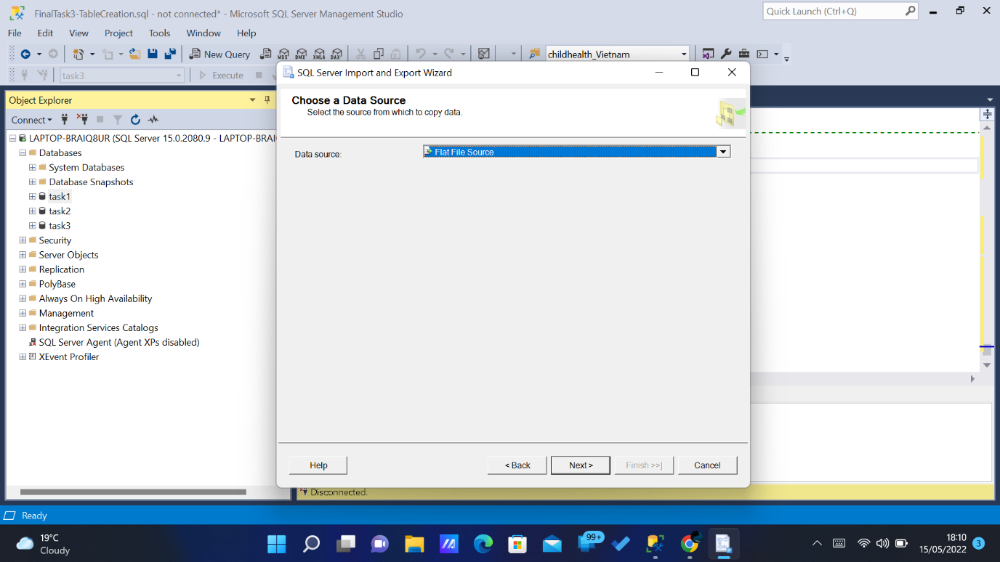 FinalTask3-TableCreation.sql - not connected* - Microsoft SQL Server Management Studio
Quick Launch (Ctrl+Q)
File Edit View Project Tools Window Help
New Query MDX DMX XMLA DAX childhealth_Vietnam
task3 Execute
SQL Server Import and Export Wizard
Object Explorer
Connect
LAPTOP-BRAIQ8UR (SQL Server 15.0.2080.9 - LAPTOP-BRAIQ
Databases
System Databases
Database Snapshots
task1
task2
task3
Security
Server Objects
Replication
PolyBase
Always On High Availability
Management
Integration Services Catalogs
SQL Server Agent (Agent XPs disabled)
XEvent Profiler
Choose a Data Source
Select the source from which to copy data.
Data source: Flat File Source
Help < Back Next > Finish >>| Cancel
Disconnected.
Ready
19°C
Cloudy
99+
18:10
15/05/2022
3